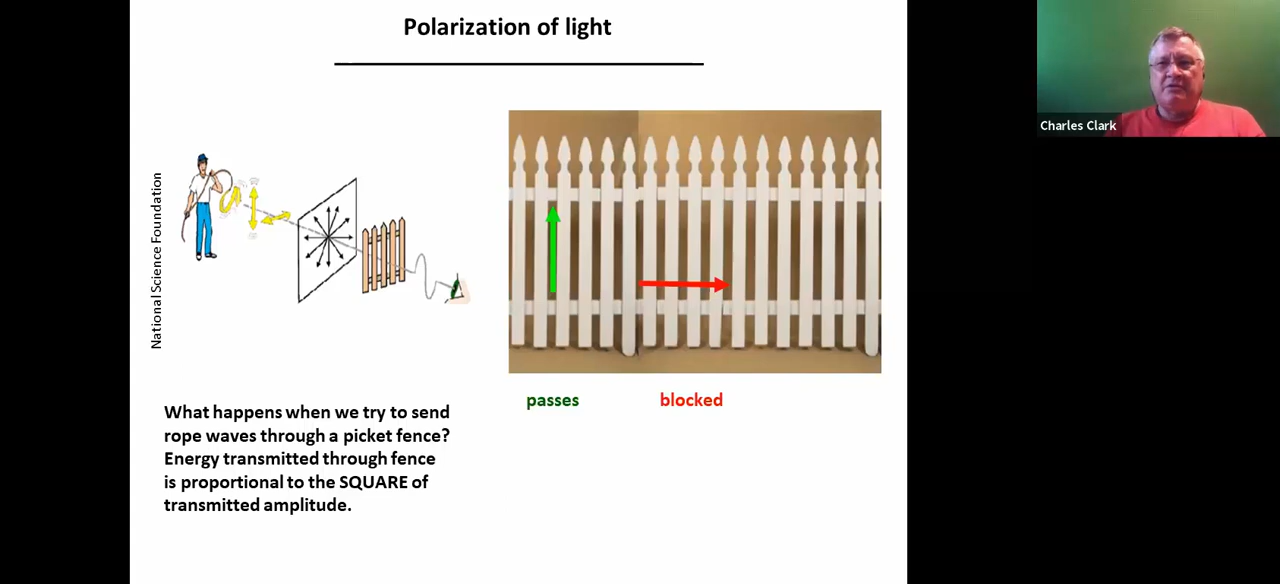 Polarization of light
National Science Foundation
passes
blocked
What happens when we try to send
rope waves through a picket fence?
Energy transmitted through fence
is proportional to the SQUARE of
transmitted amplitude.
Charles Clark